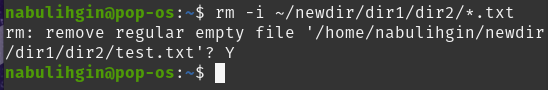 nabulihgin@pop-os:~$ rm -i ~/newdir/dir1/dir2/*.txt
rm: remove regular empty file '/home/nabulihgin/newdir
/dir1/dir2/test.txt'? Y
nabulihgin@pop-os:~$